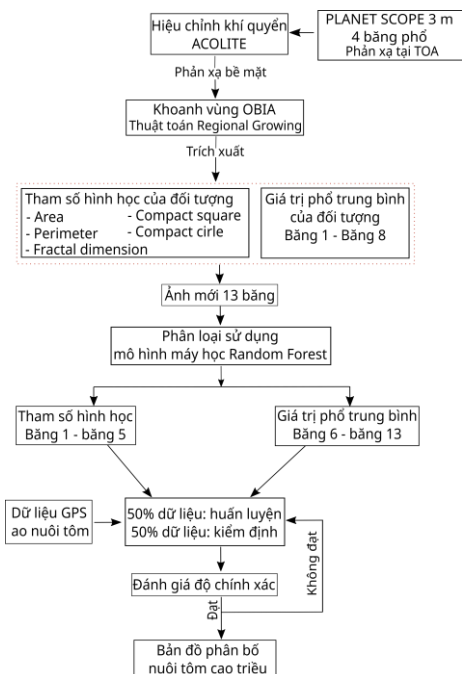 PLANET SCOPE 3 m
4 băng phổ
Phản xạ tại TOA
Hiệu chỉnh khí quyển
ACOLITE
Phản xạ bề mặt
Khoanh vùng OBIA
Thuật toán Regional Growing
Trích xuất
Tham số hình học của đối tượng
- Area
- Compact square
- Perimeter
- Compact cirle
- Fractal dimension
Giá trị phổ trung bình
của đối tượng
Băng 1 - Băng 8
Ảnh mới 13 băng
Phân loại sử dụng
mô hình máy học Random Forest
Tham số hình học
Băng 1 - băng 5
Giá trị phổ trung bình
Băng 6 - băng 13
Dữ liệu GPS
ao nuôi tôm
50% dữ liệu: huấn luyện
50% dữ liệu: kiểm định
Không đạt
Đánh giá độ chính xác
Đạt
Bản đồ phân bố
nuôi tôm cao triều